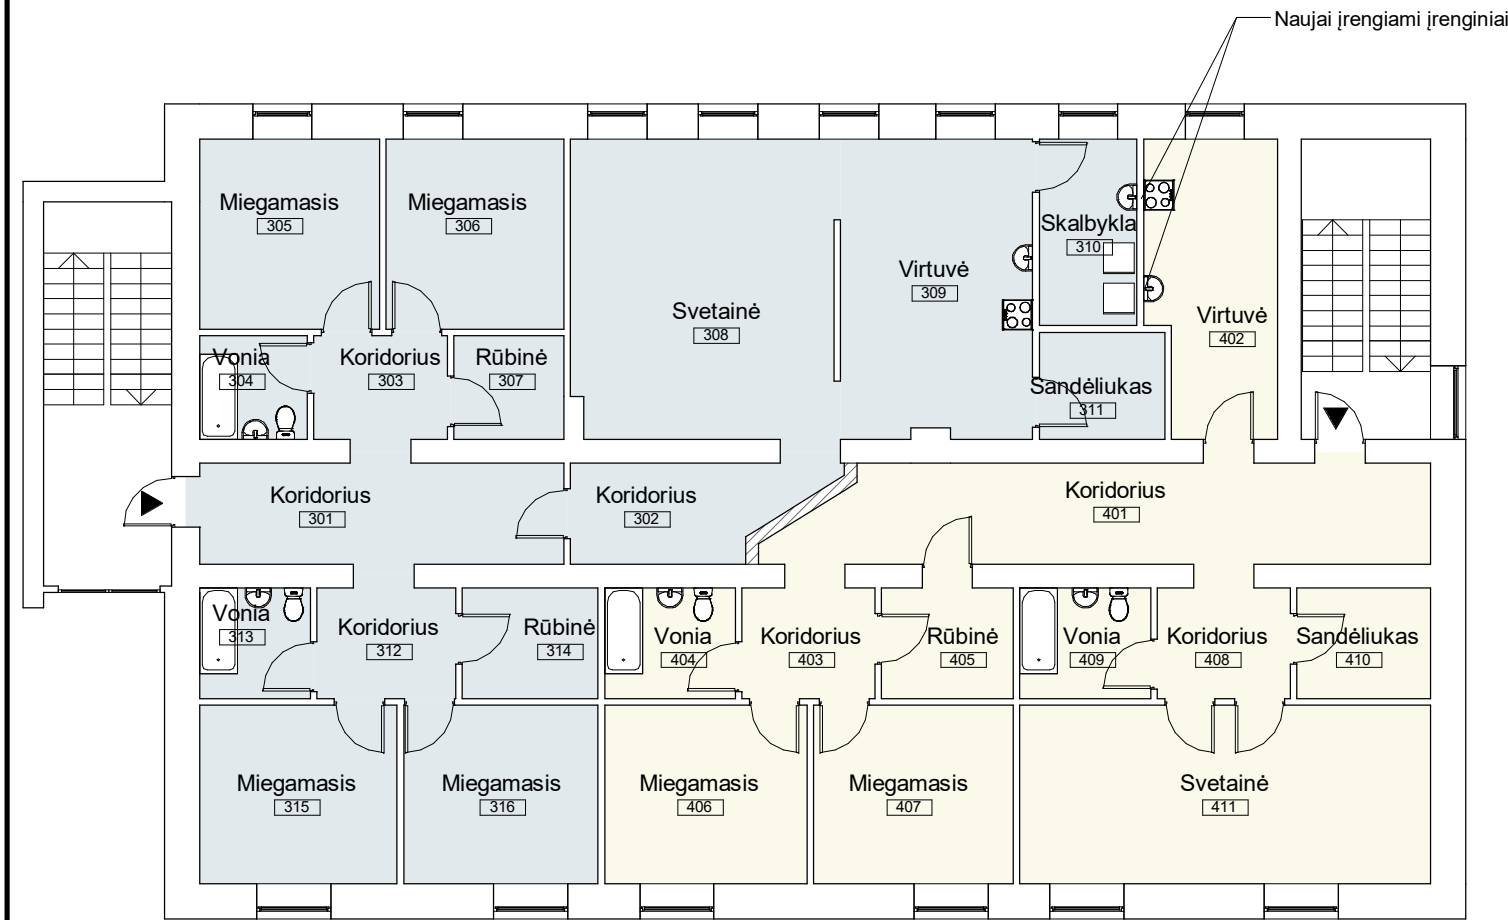 Naujai įrengiami įrenginiai
Miegamasis
305
Miegamasis
306
Svetainė
308
Virtuvė
309
Skalbykla
310
Virtuvė
402
Vonia
304
Koridorius
303
Rūbinė
307
Sandėliukas
311
Koridorius
301
Koridorius
302
Koridorius
401
Vonia
313
Koridorius
312
Rūbinė
314
Vonia
404
Koridorius
403
Rūbinė
405
Vonia
409
Koridorius
408
Sandėliukas
410
Miegamasis
315
Miegamasis
316
Miegamasis
406
Miegamasis
407
Svetainė
411